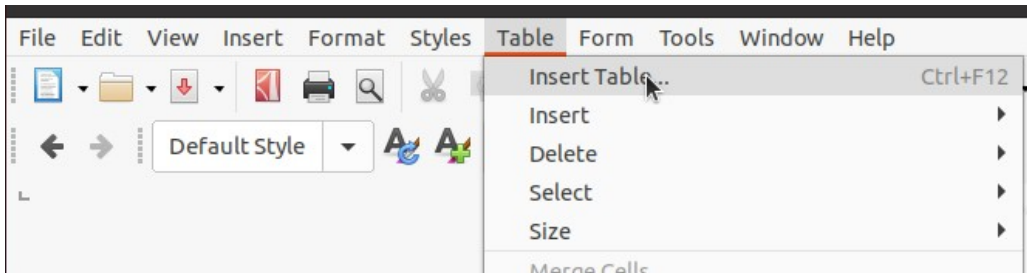 File Edit View Insert Format Styles Table Form Tools Window Help
Insert Table... Ctrl+F12
Insert
Delete
Default Style
Select
Size
Merge Cells